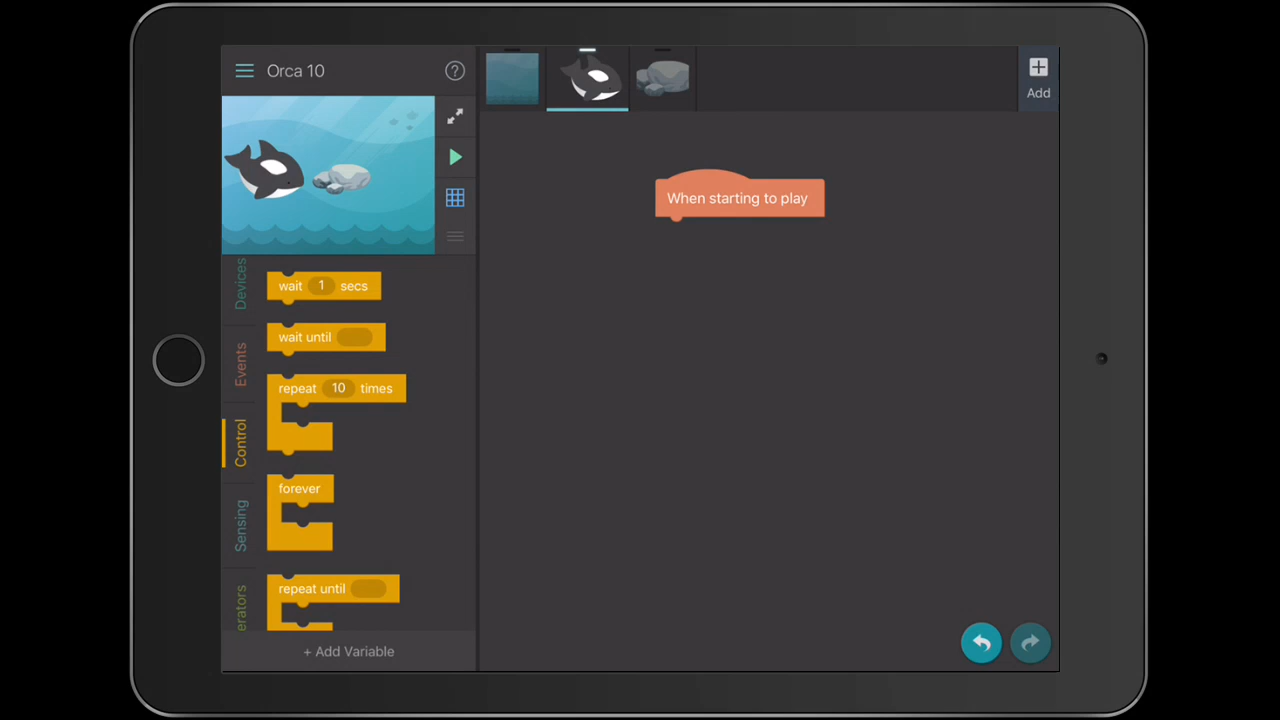 Orca 10
?
Add
When starting to play
Devices
Events
Control
Sensing
erators
wait 1 secs
wait until
repeat 10 times
forever
repeat until
+ Add Variable